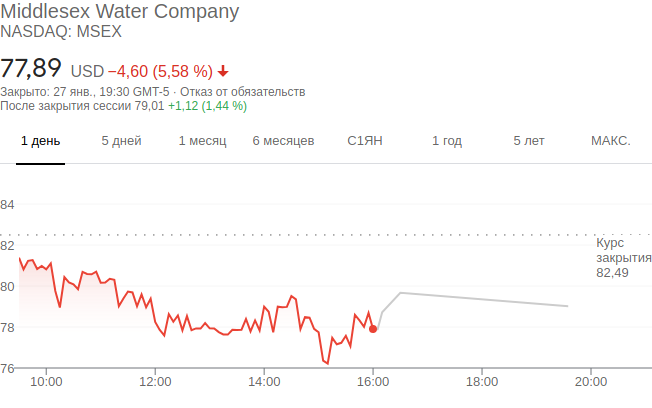 Middlesex Water Company
NASDAQ: MSEX
77,89 USD −4,60 (5,58 %)
Закрыто: 27 янв., 19:30 GMT-5 · Отказ от обязательств
После закрытия сессии 79,01 +1,12 (1,44 %)
1 день 5 дней 1 месяц 6 месяцев С1ЯН 1 год 5 лет МАКС.
84
82
Курс
закрытия
82,49
80
78
76
10:00 12:00 14:00 16:00 18:00 20:00